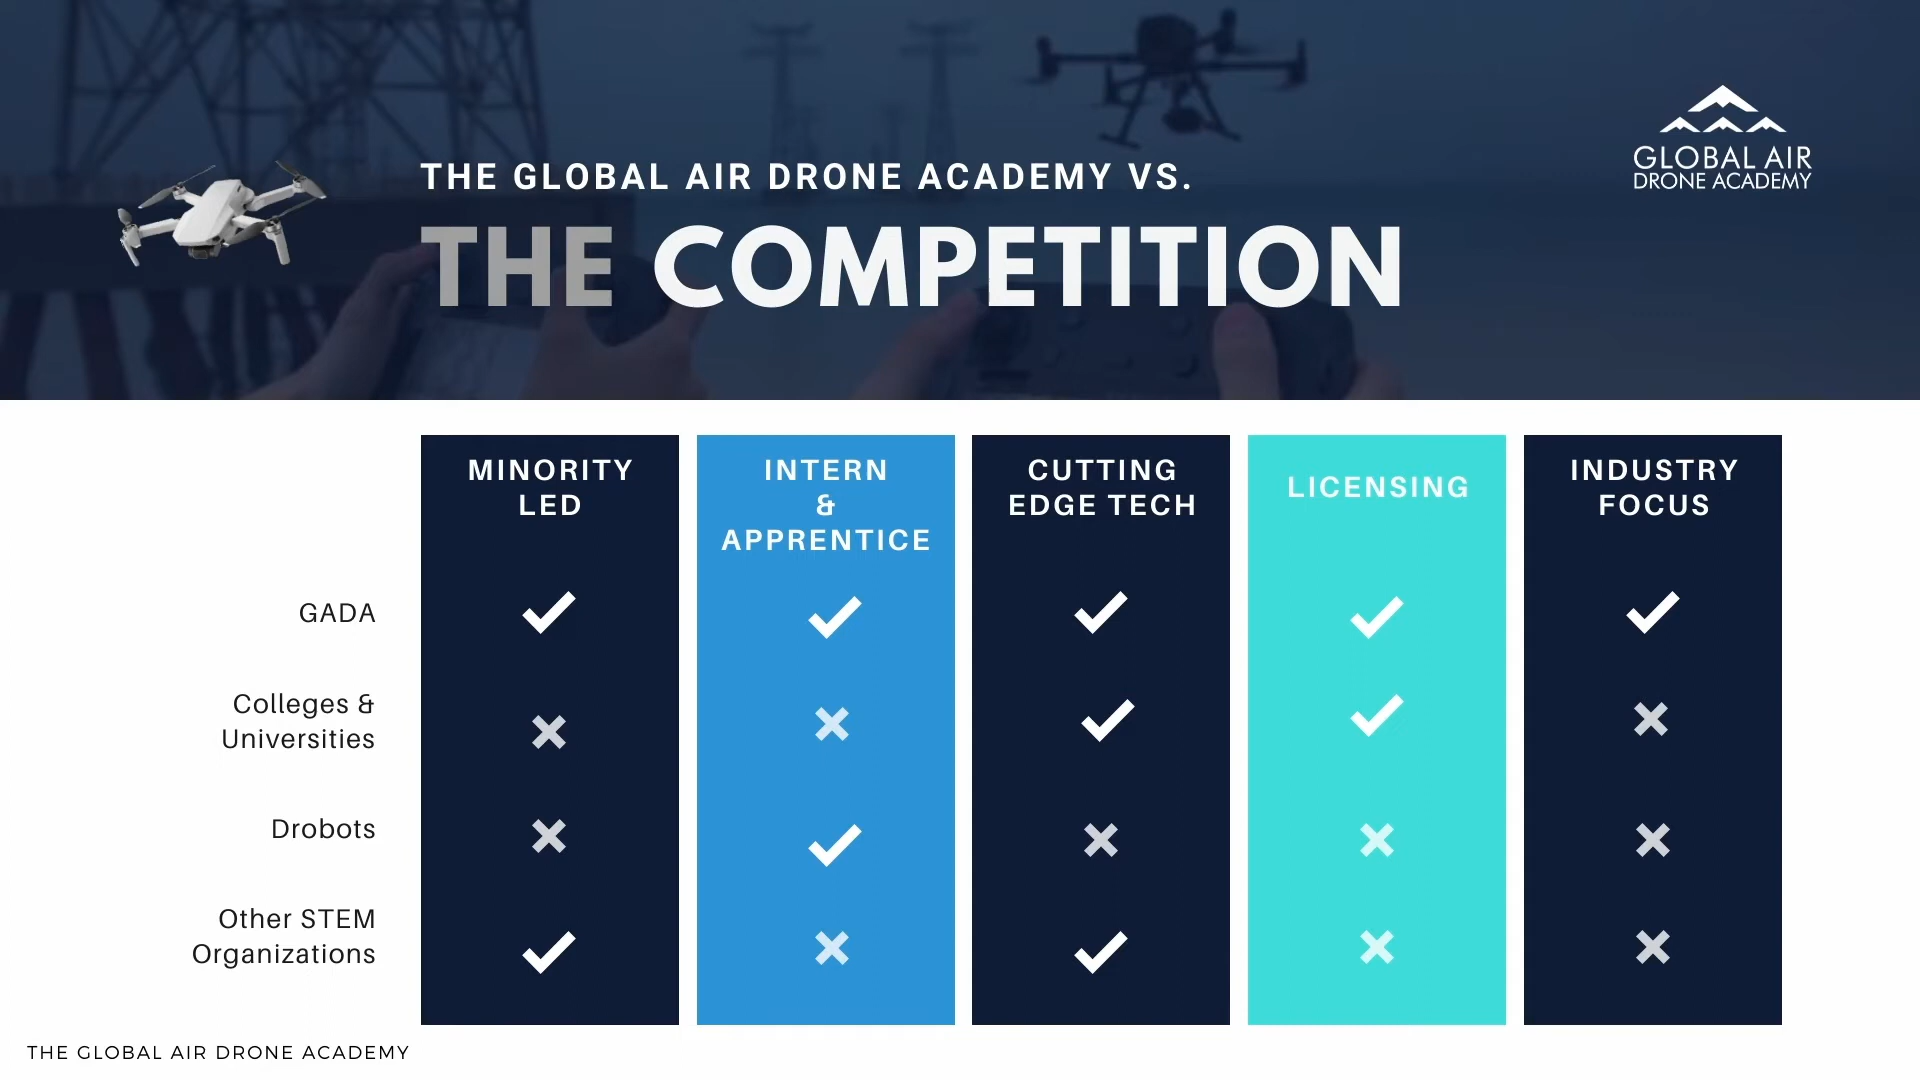 THE GLOBAL AIR DRONE ACADEMY VS.
THE COMPETITION
GLOBAL AIR
DRONE ACADEMY
MINORITY
LED
INTERN
&
APPRENTICE
CUTTING
EDGE TECH
LICENSING
INDUSTRY
FOCUS
GADA
Colleges &
Universities
Drobots
Other STEM
Organizations
THE GLOBAL AIR DRONE ACADEMY